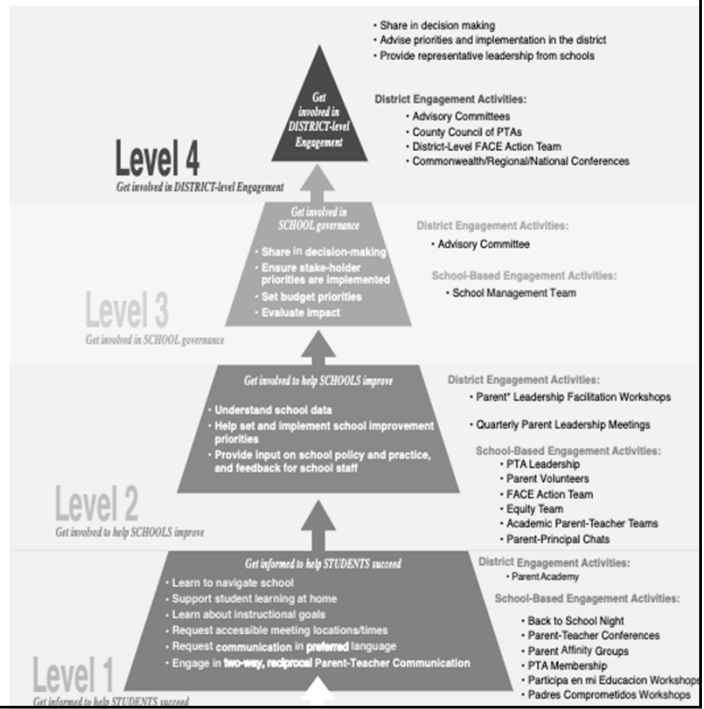 • Share in decision making
• Advise priorities and implementation in the district
• Provide representative leadership from schools
Get
involved in
DISTRICT-level
Engagement
District Engagement Activities:
• Advisory Committees
• County Council of PTAs
• District-Level FACE Action Team
• Commonwealth/Regional/National Conferences
Level 4
Get involved in DISTRICT-level Engagement
Get involved in
SCHOOL governance
• Share in decision-making
• Ensure stake-holder
priorities are implemented
• Set budget priorities
• Evaluate impact
District Engagement Activities:
• Advisory Committee
School-Based Engagement Activities:
• School Management Team
Level 3
Get involved in SCHOOL governance
Get involved to help SCHOOLS improve
• Understand school data
• Help set and implement school improvement
priorities
• Provide input on school policy and practice,
and feedback for school staff
District Engagement Activities:
• Parent* Leadership Facilitation Workshops
• Quarterly Parent Leadership Meetings
School-Based Engagement Activities:
• PTA Leadership
• Parent Volunteers
• FACE Action Team
• Equity Team
• Academic Parent-Teacher Teams
• Parent-Principal Chats
Level 2
Get involved to help SCHOOLS improve
Get informed to help STUDENTS succeed
• Learn to navigate school
• Support student learning at home
• Learn about instructional goals
• Request accessible meeting locations/times
• Request communication in preferred language
• Engage in two-way, reciprocal Parent-Teacher Communication
District Engagement Activities:
• Parent Academy
School-Based Engagement Activities:
• Back to School Night
• Parent-Teacher Conferences
• Parent Affinity Groups
• PTA Membership
• Participa en mi Educacion Workshops
• Padres Comprometidos Workshops
Level 1
Get informed to help STUDENTS succeed